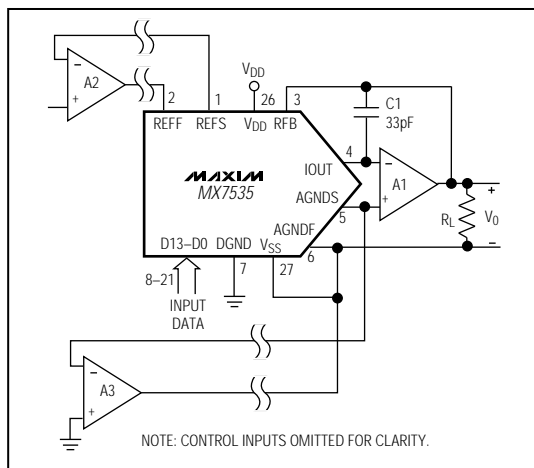 A2
2
1
VDD
26
3
REFF
REFS
VDD
RFB
C1
33pF
MAXIM
MX7535
IOUT
4
A1
AGNDS
5
AGNDF
6
RL
V0
+
−
D13–D0
DGND
VSS
8–21
7
27
INPUT
DATA
A3
NOTE: CONTROL INPUTS OMITTED FOR CLARITY.